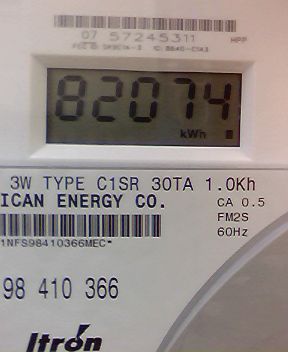 07 57245311 HPP
82074
kWh
3W TYPE C1SR 30TA 1.0Kh
ICAN ENERGY CO. CA 0.5
FM2S
1NFS98410366MEC* 60Hz
98 410 366
Itron